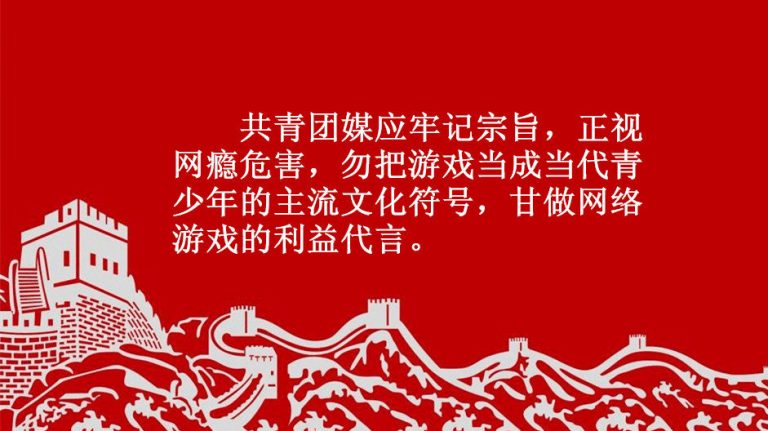 共青团媒应牢记宗旨，正视
网瘾危害，勿把游戏当成当代青
少年的主流文化符号，甘做网络
游戏的利益代言。